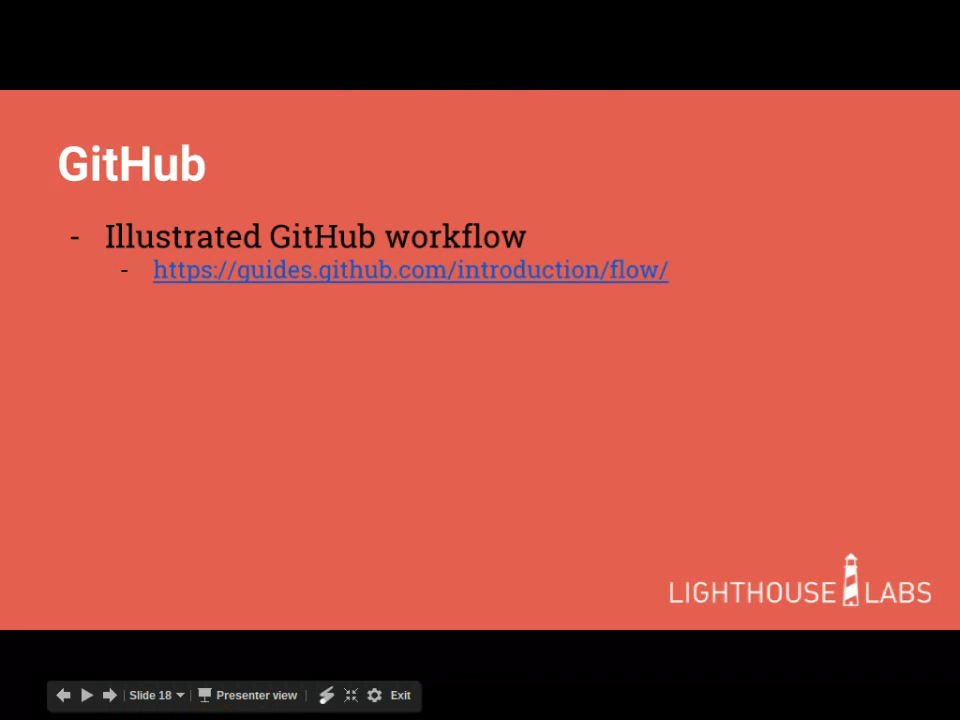 GitHub
- Illustrated GitHub workflow
- https://guides.github.com/introduction/flow/
LIGHTHOUSE LABS
Slide 18 Presenter view Exit